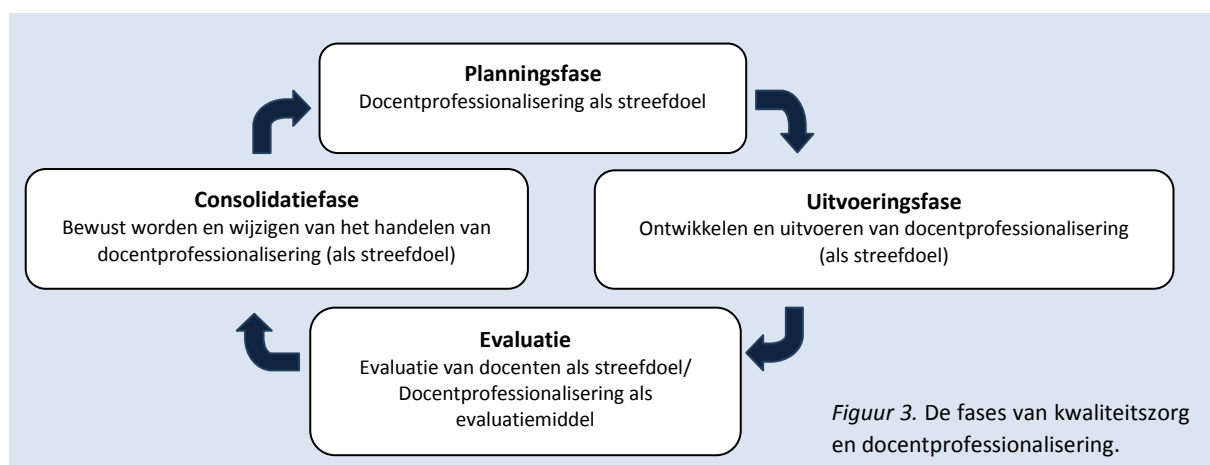 Planningsfase
Docentprofessionalisering als streefdoel
Consolidatiefase
Bewust worden en wijzigen van het handelen van
docentprofessionalisering (als streefdoel)
Uitvoeringsfase
Ontwikkelen en uitvoeren van docentprofessionalisering
(als streefdoel)
Evaluatie
Evaluatie van docenten als streefdoel/
Docentprofessionalisering als
evaluatiemiddel
Figuur 3. De fases van kwaliteitszorg
en docentprofessionalisering.